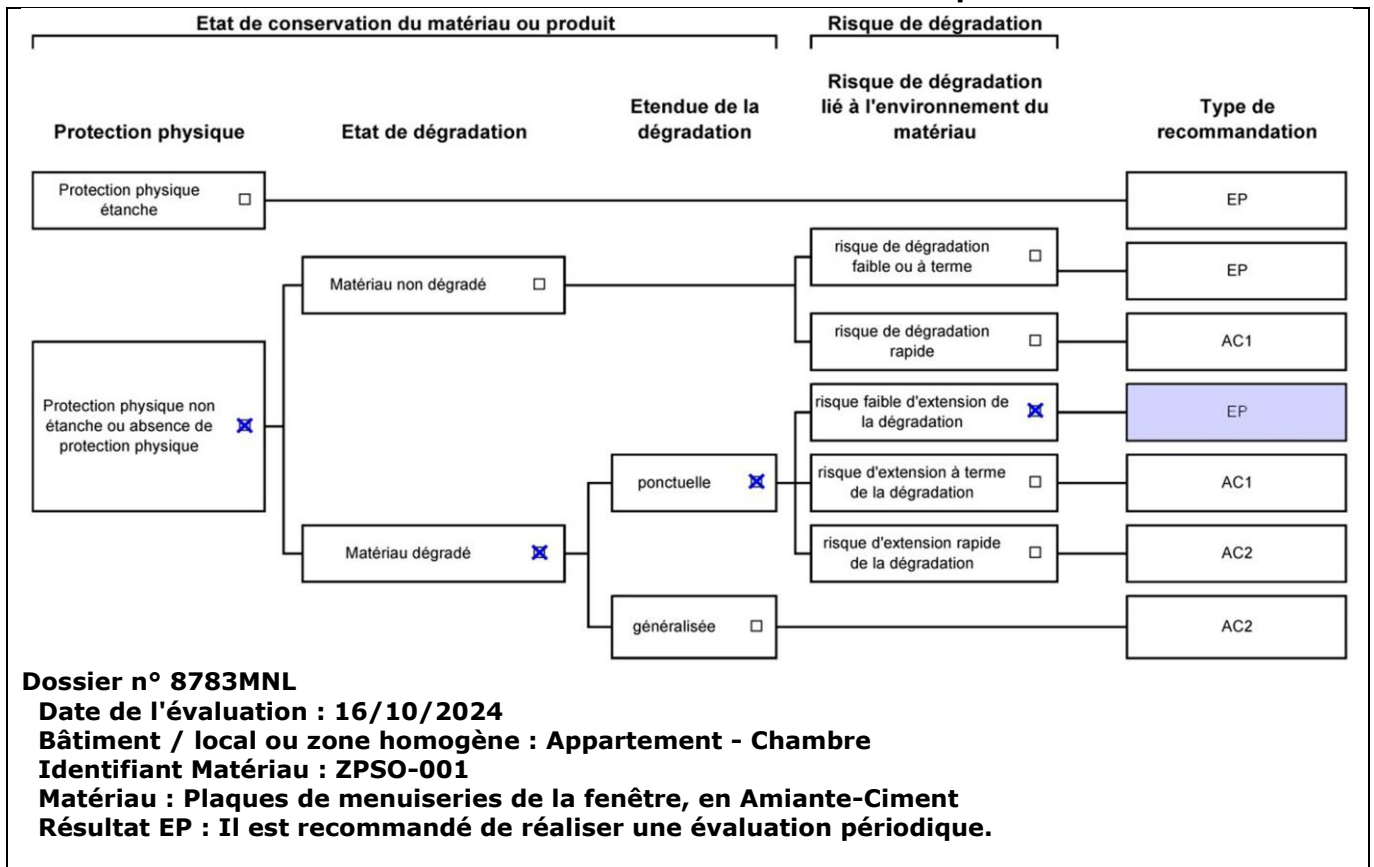 Etat de conservation du matériau ou produit
Risque de dégradation
Protection physique
Etat de dégradation
Etendue de la
dégradation
Risque de dégradation
lié à l'environnement du
matériau
Type de
recommandation
Protection physique
étanche
EP
risque de dégradation
faible ou à terme
EP
Matériau non dégradé
risque de dégradation
rapide
AC1
Protection physique non
étanche ou absence de
protection physique
risque faible d'extension de
la dégradation
EP
ponctuelle
risque d'extension à terme
de la dégradation
AC1
Matériau dégradé
risque d'extension rapide
de la dégradation
AC2
généralisée
AC2
Dossier n° 8783MNL
Date de l'évaluation : 16/10/2024
Bâtiment / local ou zone homogène : Appartement - Chambre
Identifiant Matériau : ZPSO-001
Matériau : Plaques de menuiseries de la fenêtre, en Amiante-Ciment
Résultat EP : Il est recommandé de réaliser une évaluation périodique.